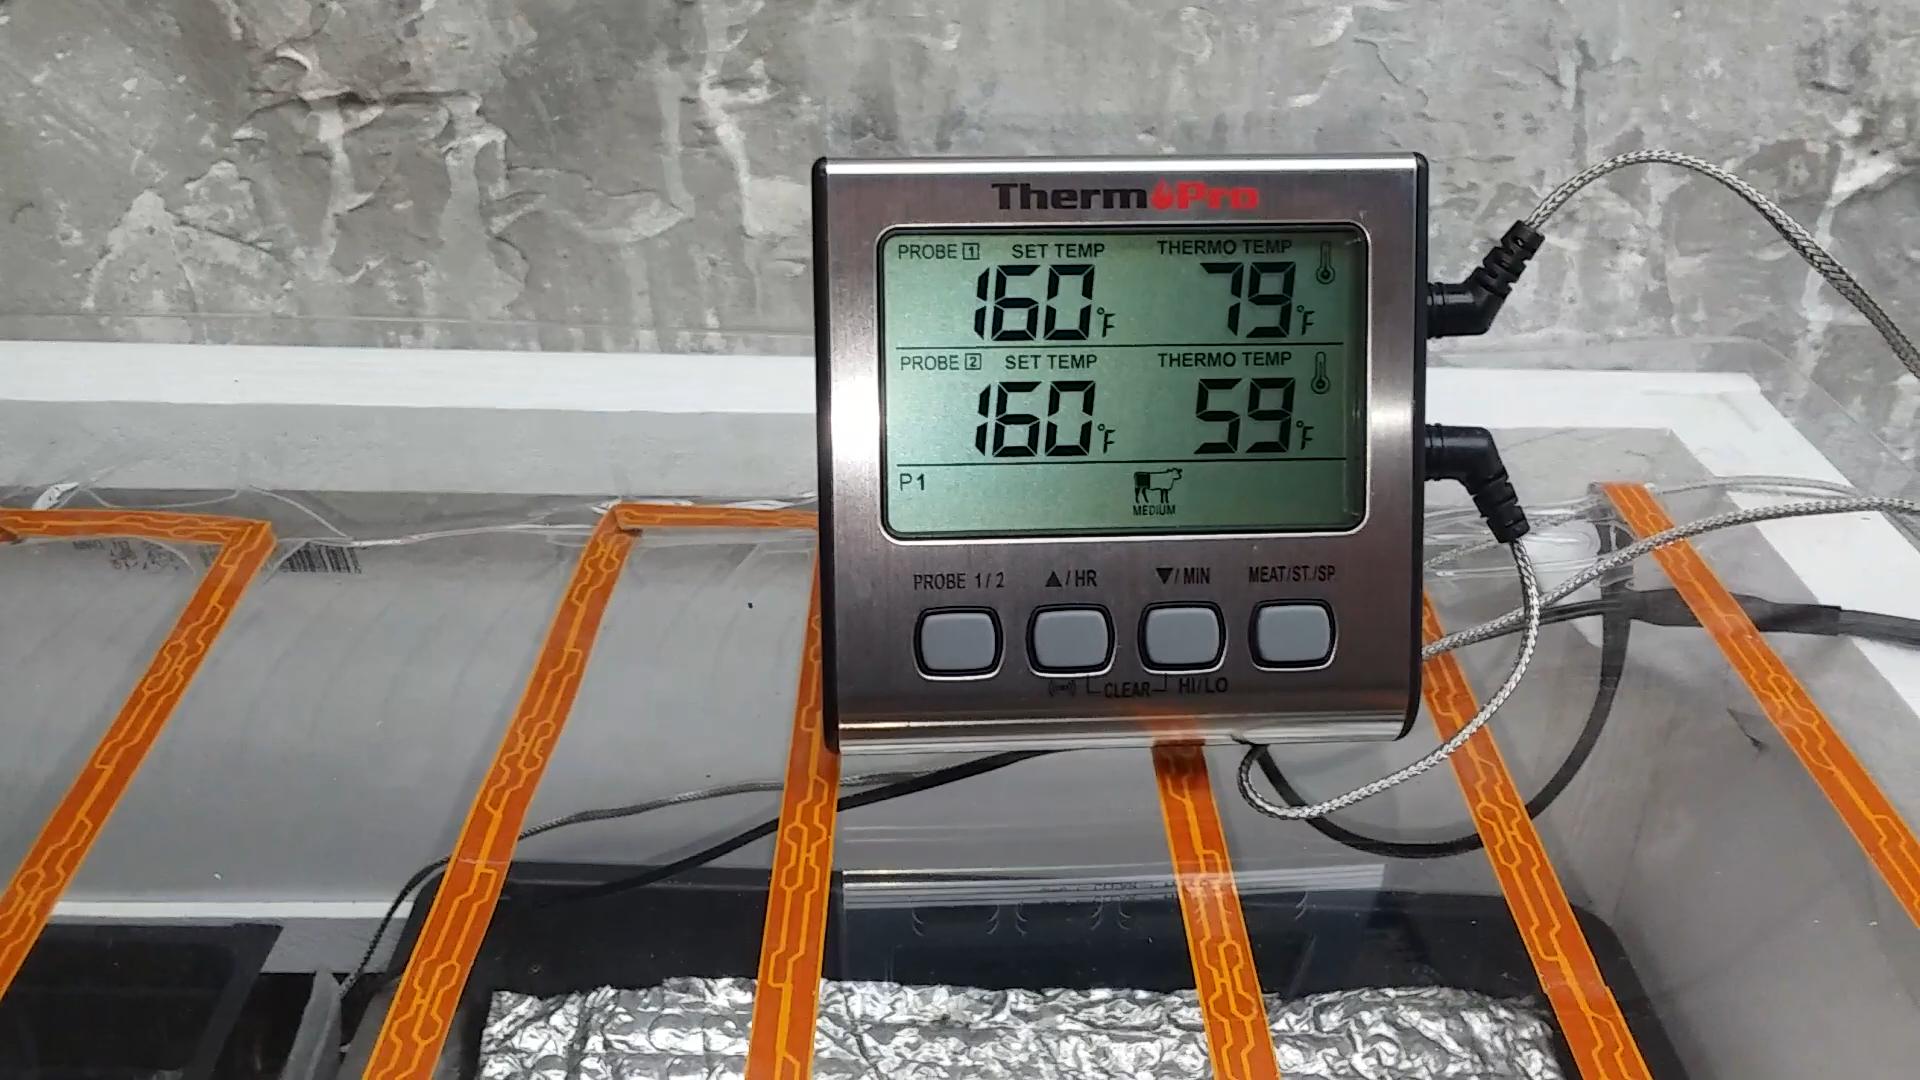 ThermoPro
PROBE 1 SET TEMP THERMO TEMP
160°F 79°F
PROBE 2 SET TEMP THERMO TEMP
160°F 59°F
P1
MEDIUM
PROBE 1/2 ▲/HR ▼/MIN MEAT/ST./SP.
CLEAR HI/LO